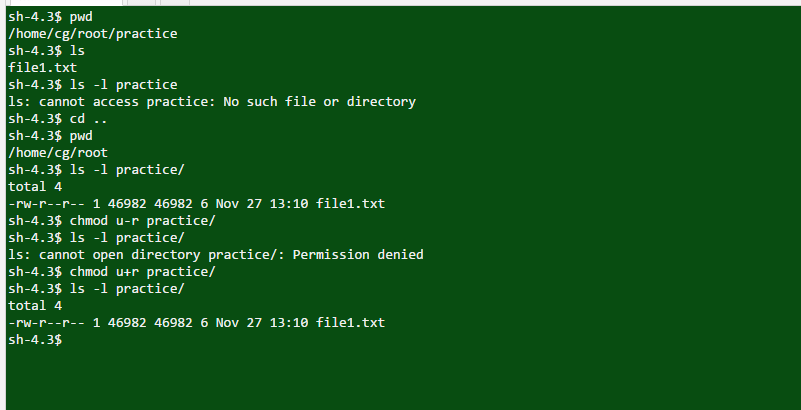 sh-4.3$ pwd
/home/cg/root/practice
sh-4.3$ ls
file1.txt
sh-4.3$ ls -l practice
ls: cannot access practice: No such file or directory
sh-4.3$ cd ..
sh-4.3$ pwd
/home/cg/root
sh-4.3$ ls -l practice/
total 4
-rw-r--r-- 1 46982 46982 6 Nov 27 13:10 file1.txt
sh-4.3$ chmod u-r practice/
sh-4.3$ ls -l practice/
ls: cannot open directory practice/: Permission denied
sh-4.3$ chmod u+r practice/
sh-4.3$ ls -l practice/
total 4
-rw-r--r-- 1 46982 46982 6 Nov 27 13:10 file1.txt
sh-4.3$